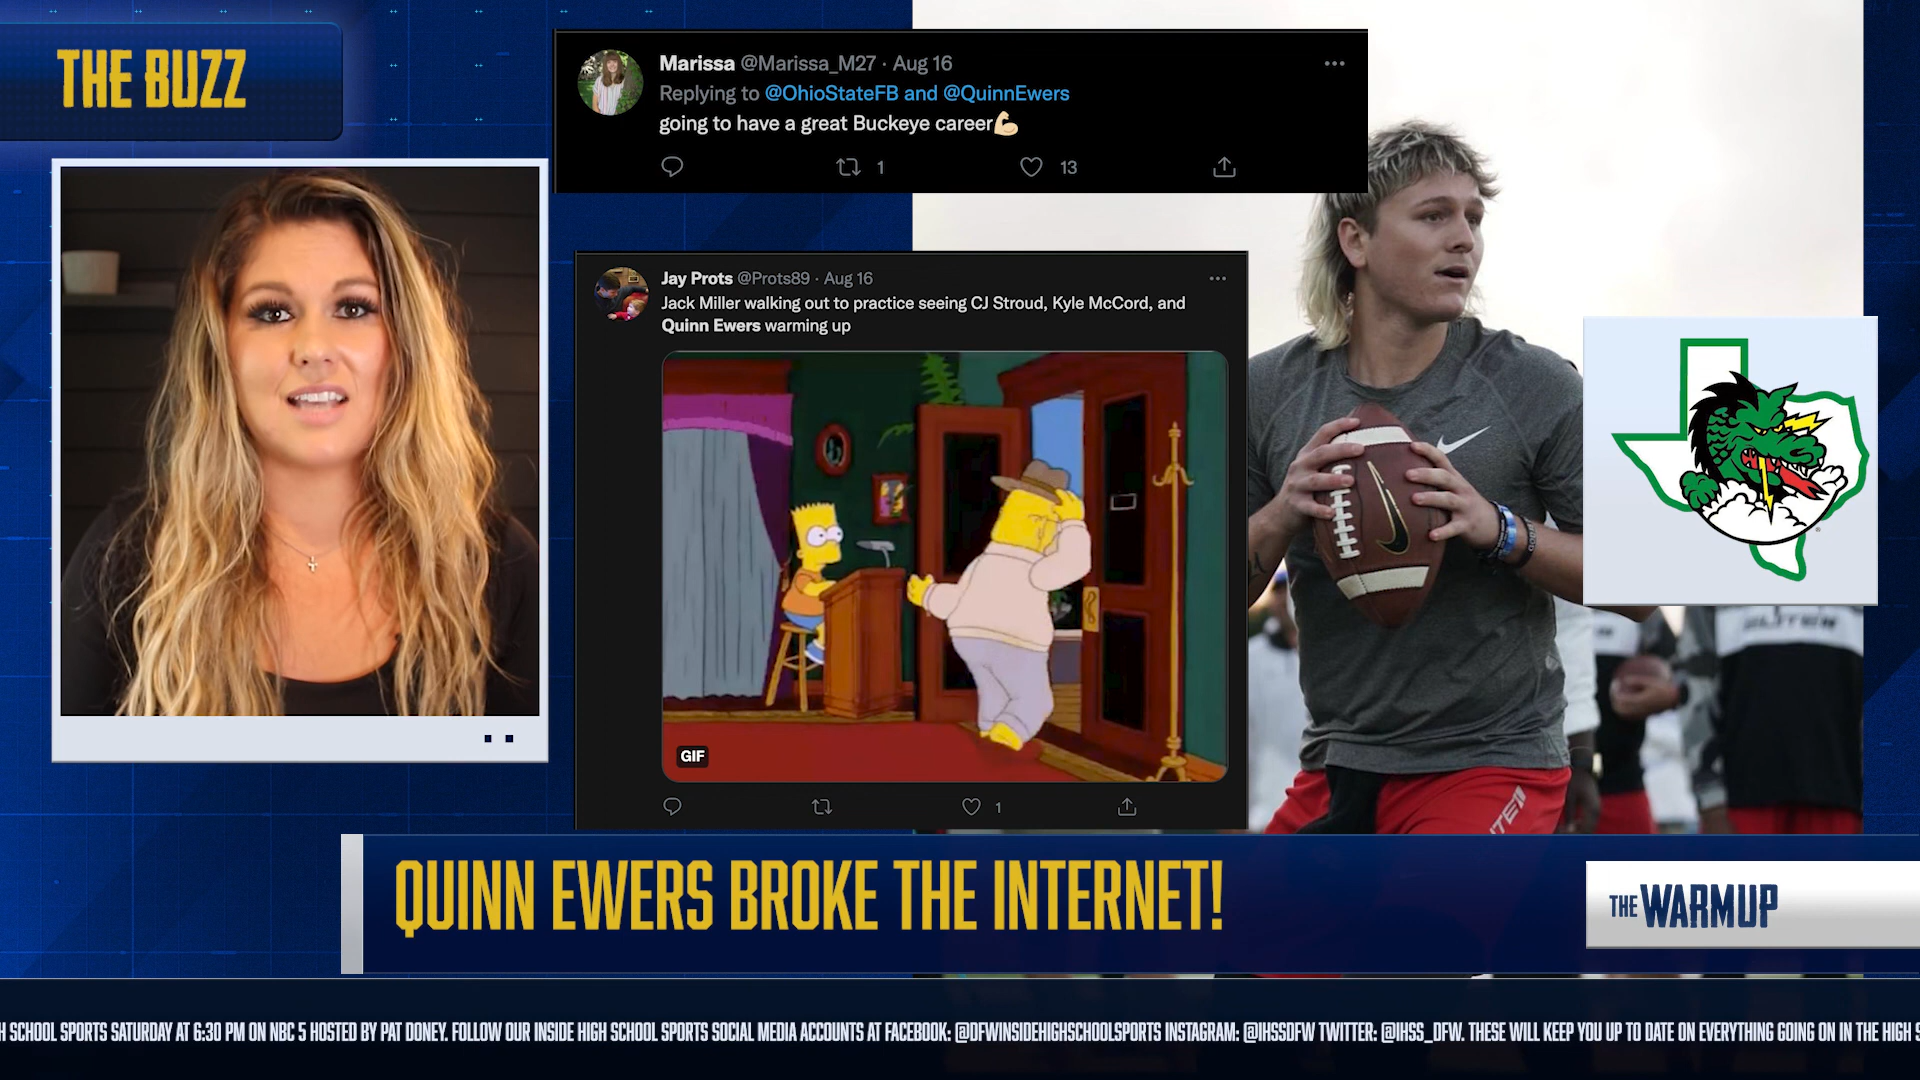 THE BUZZ
Marissa @Marissa_M27 · Aug 16
Replying to @OhioStateFB and @QuinnEwers
going to have a great Buckeye career💪🏻
1 13
Jay Prots @Prots89 · Aug 16
Jack Miller walking out to practice seeing CJ Stroud, Kyle McCord, and
Quinn Ewers warming up
GIF
1
QUINN EWERS BROKE THE INTERNET!
THE WARMUP
H SCHOOL SPORTS SATURDAY AT 6:30 PM ON NBC 5 HOSTED BY PAT DONEY. FOLLOW OUR INSIDE HIGH SCHOOL SPORTS SOCIAL MEDIA ACCOUNTS AT FACEBOOK: @DFWINSIDEHIGHSCHOOLSPORTS INSTAGRAM: @IHSSDFW TWITTER: @IHSS_DFW. THESE WILL KEEP YOU UP TO DATE ON EVERYTHING GOING ON IN THE HIGH S